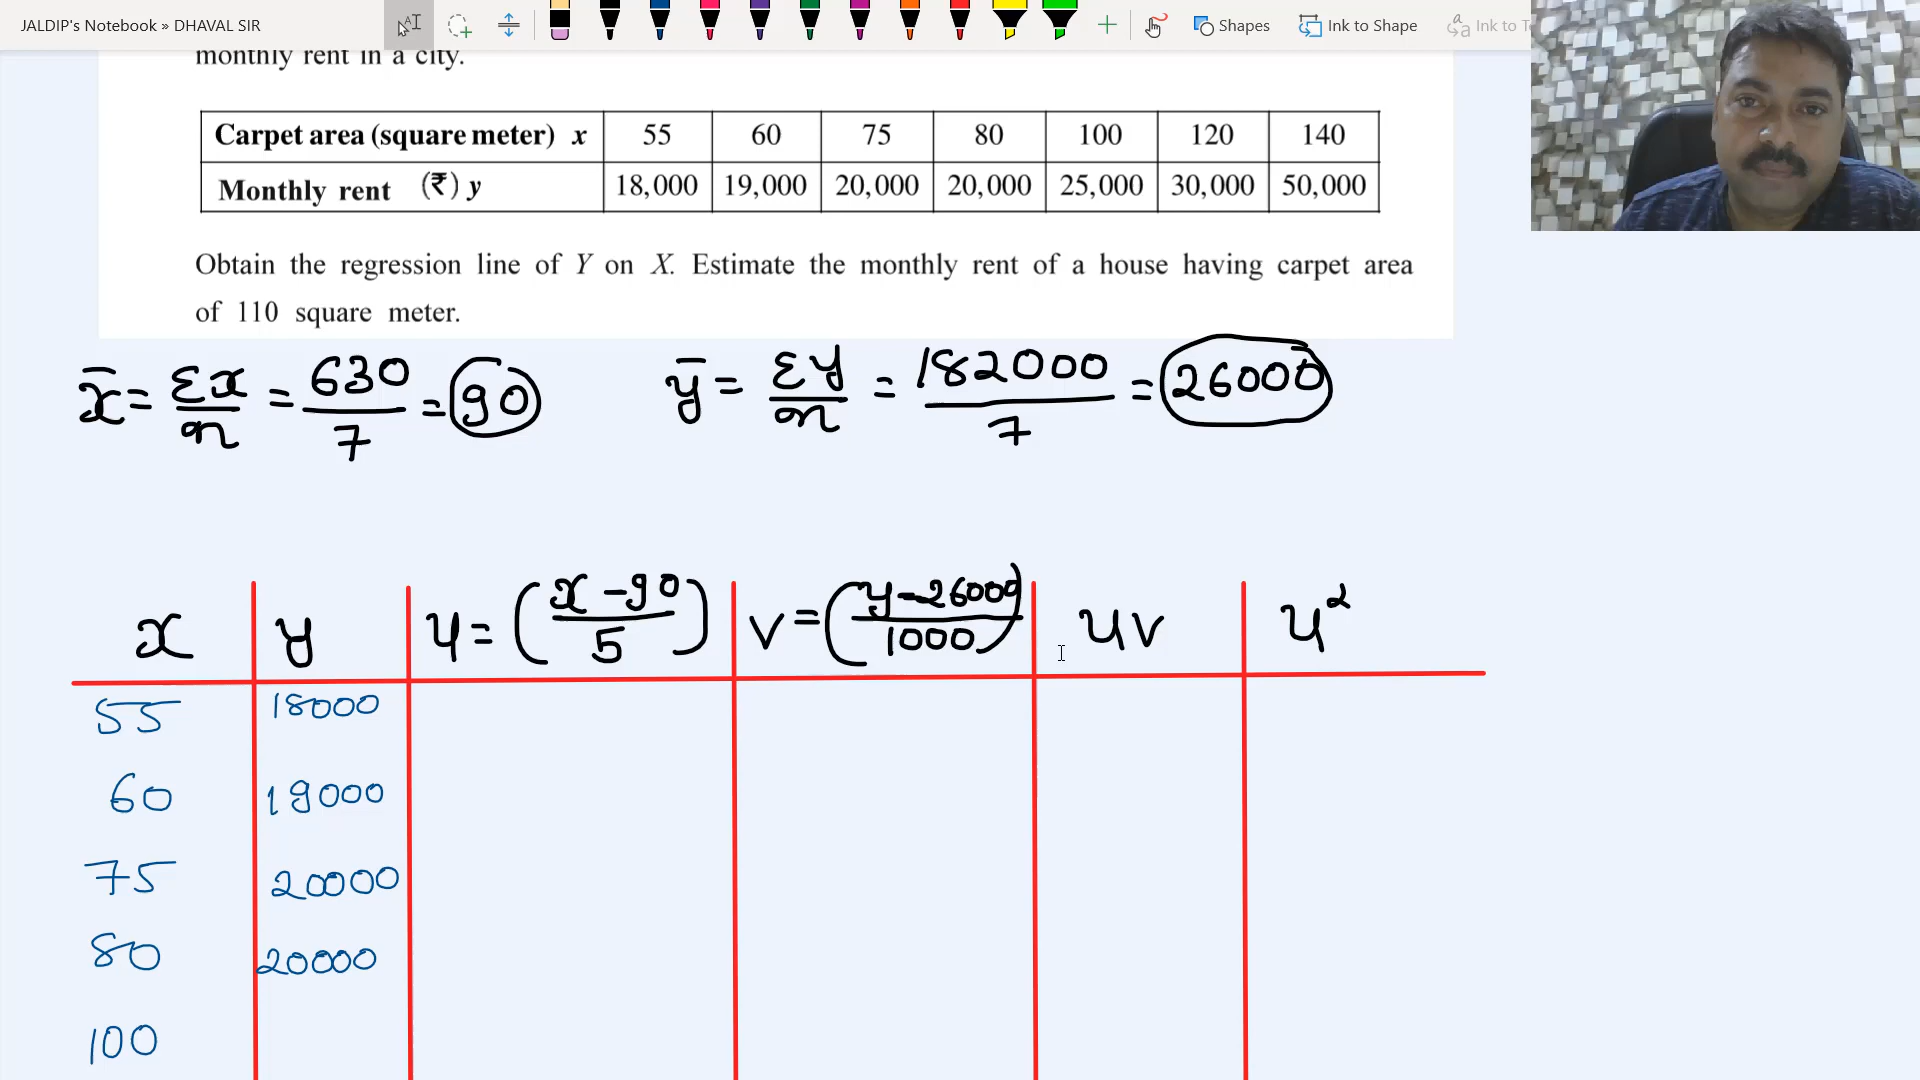 JALDIP's Notebook » DHAVAL SIR
Shapes
Ink to Shape
Ink to
monthly rent in a city.
Carpet area (square meter) x 55 60 75 80 100 120 140
Monthly rent (₹) y 18,000 19,000 20,000 20,000 25,000 30,000 50,000
Obtain the regression line of Y on X. Estimate the monthly rent of a house having carpet area
of 110 square meter.
x̄ = Σx/n = 630/7 = 90 ȳ = Σy/n = 182000/7 = 26000
x y u = (x-90/5) v = (y-26000/1000) uv u²
55 18000
60 19000
75 20000
80 20000
100